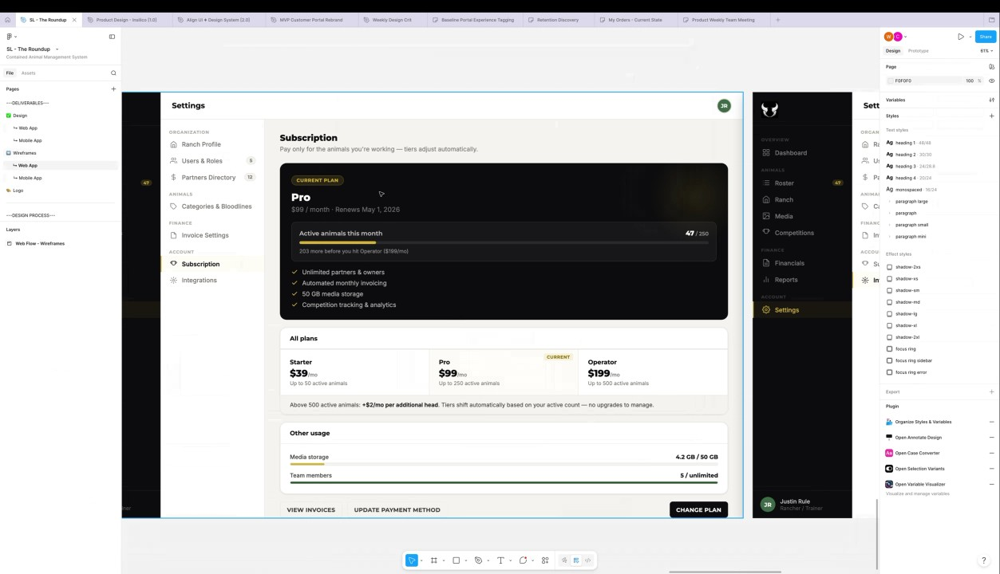 SL - The Roundup
Product Design - Insilico [1.0]
Align UI ✦ Design System [2.0]
MVP Customer Portal Rebrand
Weekly Design Crit
Baseline Portal Experience Tagging
Retention Discovery
My Orders - Current State
Product Weekly Team Meeting
SL - The Roundup
Contained Animal Management System
File
Assets
Pages
---DELIVERABLES---
Design
↳ Web App
↳ Mobile App
Wireframes
↳ Web App
↳ Mobile App
Logo
---DESIGN PROCESS---
Layers
Web Flow - Wireframes
47
iner
Settings
JR
ORGANIZATION
Ranch Profile
Users & Roles
5
Partners Directory
12
ANIMALS
Categories & Bloodlines
FINANCE
Invoice Settings
ACCOUNT
Subscription
Integrations
Subscription
Pay only for the animals you're working — tiers adjust automatically.
CURRENT PLAN
Pro
$99 / month · Renews May 1, 2026
Active animals this month
47 / 250
203 more before you hit Operator ($199/mo)
Unlimited partners & owners
Automated monthly invoicing
50 GB media storage
Competition tracking & analytics
All plans
Starter
$39/mo
Up to 50 active animals
Pro
CURRENT
$99/mo
Up to 250 active animals
Operator
$199/mo
Up to 500 active animals
Above 500 active animals: +$2/mo per additional head. Tiers shift automatically based on your active count — no upgrades to manage.
Other usage
Media storage
4.2 GB / 50 GB
Team members
5 / unlimited
VIEW INVOICES
UPDATE PAYMENT METHOD
CHANGE PLAN
OVERVIEW
Dashboard
ANIMALS
Roster
47
Ranch
Media
Competitions
FINANCE
Financials
Reports
ACCOUNT
Settings
JR
Justin Rule
Rancher / Trainer
Sett
ORGANI
Ra
Us
Pa
ANIMAL
Ca
FINANC
In
ACCOU
Su
In
W
C
Share
Design
Prototype
61%
Page
F0F0F0
100
%
Variables
Styles
Text styles
Ag heading 1 · 48/48
Ag heading 2 · 30/30
Ag heading 3 · 24/28.8
Ag heading 4 · 20/24
Ag monospaced · 16/24
paragraph large
paragraph
paragraph small
paragraph mini
Effect styles
shadow-2xs
shadow-xs
shadow-sm
shadow-md
shadow-lg
shadow-xl
shadow-2xl
focus ring
focus ring sidebar
focus ring error
Export
Plugin
Organize Styles & Variables
Open Annotate Design
Aa
Open Case Converter
Open Selection Variants
Open Variable Visualizer
Visualize and manage variables
?